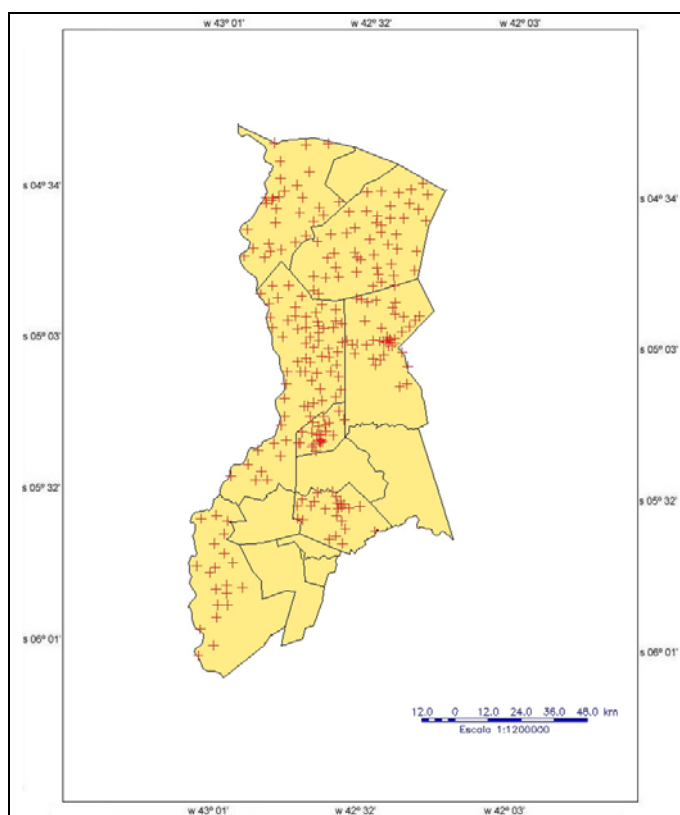 w 43º 01' w 42º 32' w 42º 03'
s 04º 34' s 04º 34'
s 05º 03' s 05º 03'
s 05º 32' s 05º 32'
s 06º 01' s 06º 01'
12.0 0 12.0 24.0 36.0 48.0 km
Escala 1:1200000
w 43º 01' w 42º 32' w 42º 03'